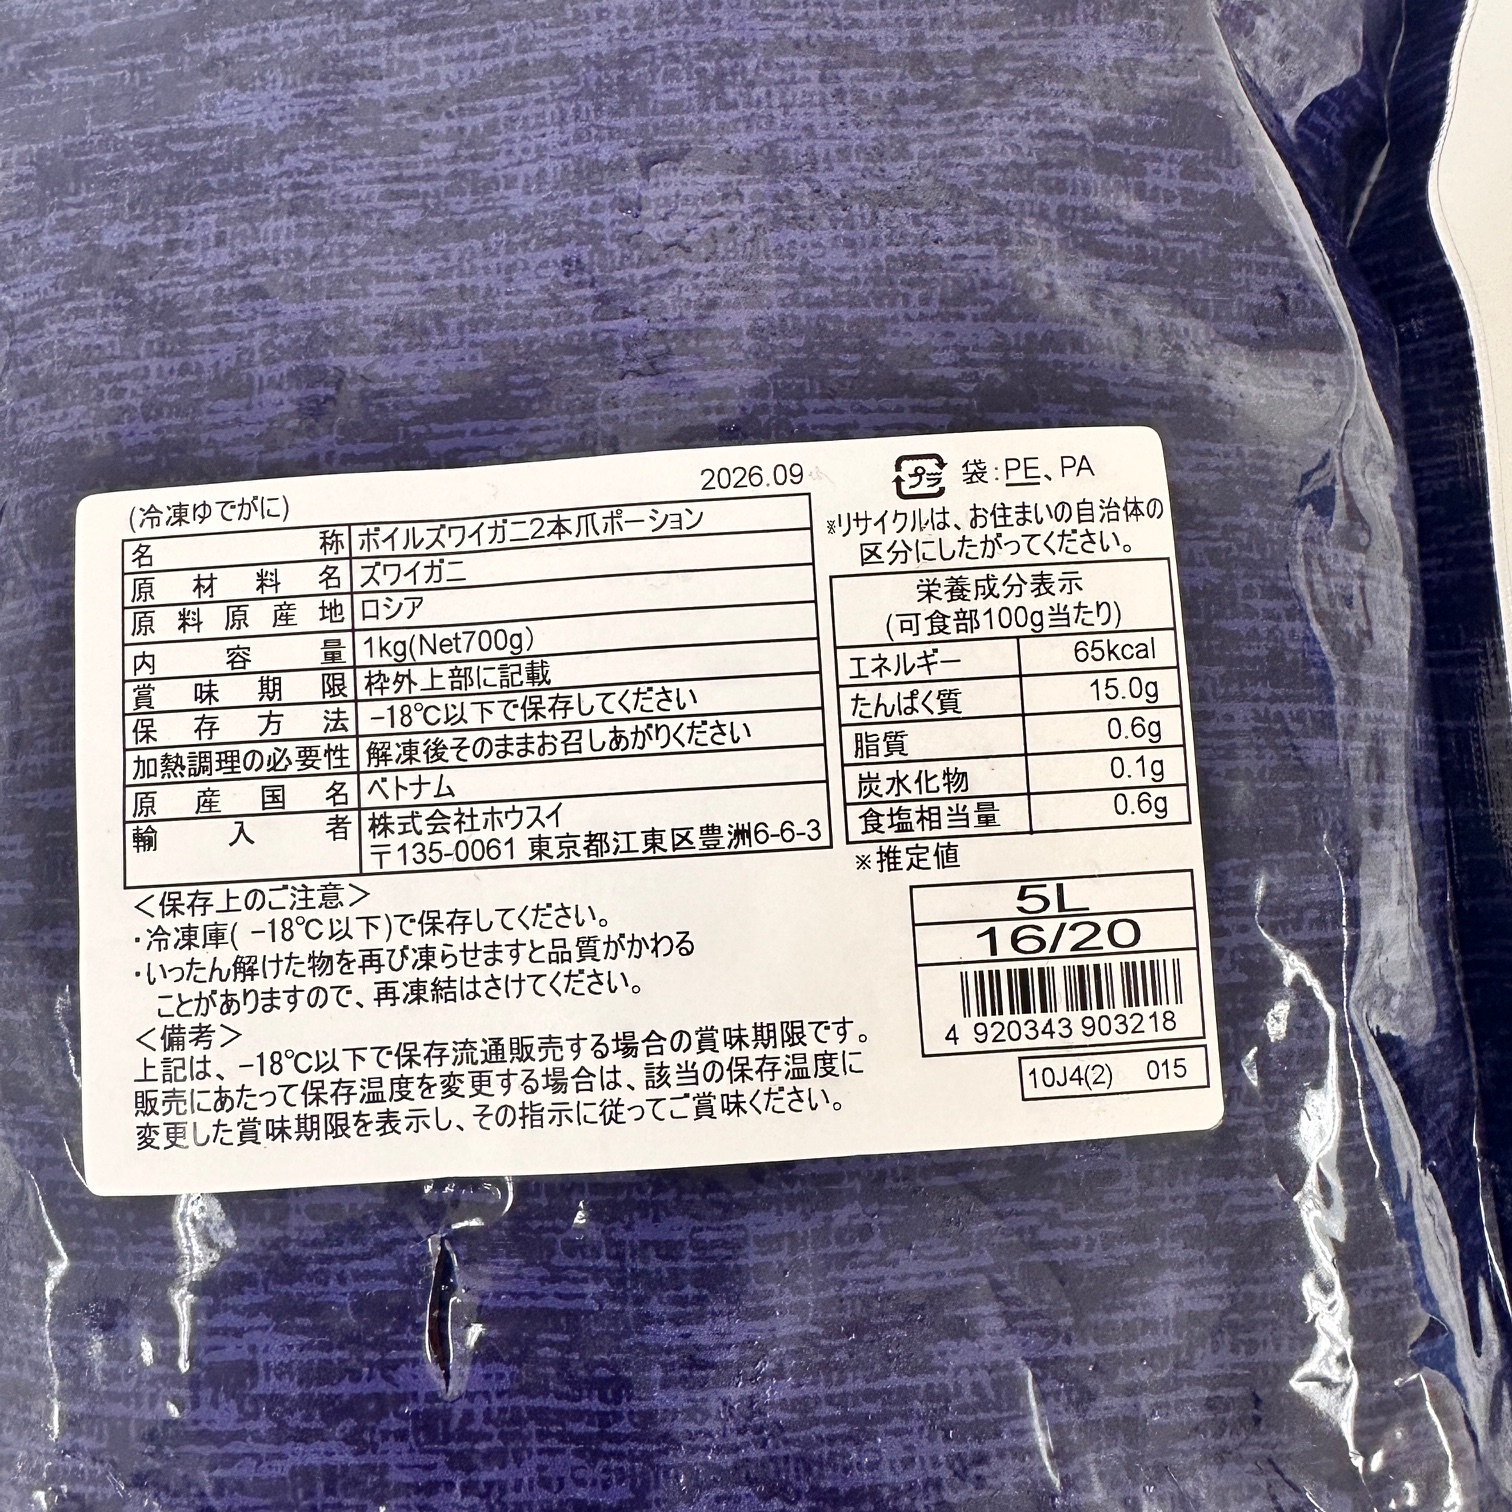 (冷凍ゆでがに)
2026.09
名称 ボイルズワイガニ2本爪ポーション
原材料名 ズワイガニ
原料原産地 ロシア
内容量 1kg(Net700g)
賞味期限 枠外上部に記載
保存方法 -18℃以下で保存してください
加熱調理の必要性 解凍後そのままお召しあがりください
原産国名 ベトナム
輸入者 株式会社ホウスイ
〒135-0061 東京都江東区豊洲6-6-3
<保存上のご注意>
・冷凍庫( -18℃以下)で保存してください。
・いったん解けた物を再び凍らせますと品質がかわる
ことがありますので、再凍結はさけてください。
<備考>
上記は、-18℃以下で保存流通販売する場合の賞味期限です。
販売にあたって保存温度を変更する場合は、該当の保存温度に
変更した賞味期限を表示し、その指示に従ってご賞味ください。
プラ 袋:PE、PA
※リサイクルは、お住まいの自治体の
区分にしたがってください。
栄養成分表示
(可食部100g当たり)
エネルギー 65kcal
たんぱく質 15.0g
脂質 0.6g
炭水化物 0.1g
食塩相当量 0.6g
※推定値
5L
16/20
4 920343 903218
10J4(2) 015